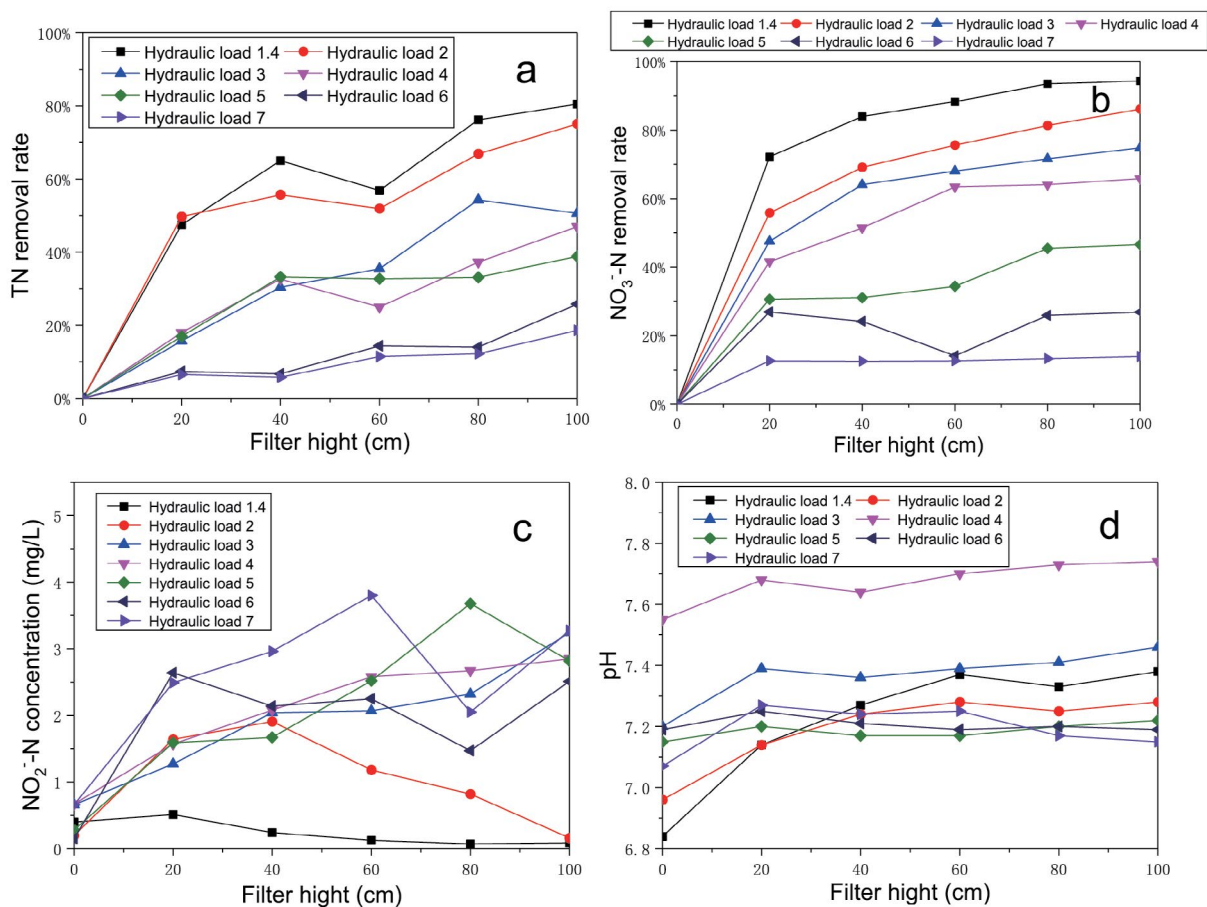 100%
80%
60%
40%
20%
0%
TN removal rate
Hydraulic load 1.4
Hydraulic load 2
Hydraulic load 3
Hydraulic load 4
Hydraulic load 5
Hydraulic load 6
Hydraulic load 7
a
0 20 40 60 80 100
Filter hight (cm)
Hydraulic load 1.4 Hydraulic load 2 Hydraulic load 3 Hydraulic load 4
Hydraulic load 5 Hydraulic load 6 Hydraulic load 7
100%
80%
60%
40%
20%
0%
NO₃⁻-N removal rate
b
0 20 40 60 80 100
Filter hight (cm)
5
4
3
2
1
0
NO₂⁻-N concentration (mg/L)
Hydraulic load 1.4
Hydraulic load 2
Hydraulic load 3
Hydraulic load 4
Hydraulic load 5
Hydraulic load 6
Hydraulic load 7
c
0 20 40 60 80 100
Filter hight (cm)
8.0
7.8
7.6
7.4
7.2
7.0
6.8
pH
Hydraulic load 1.4
Hydraulic load 2
Hydraulic load 3
Hydraulic load 4
Hydraulic load 5
Hydraulic load 6
Hydraulic load 7
d
0 20 40 60 80 100
Filter hight (cm)